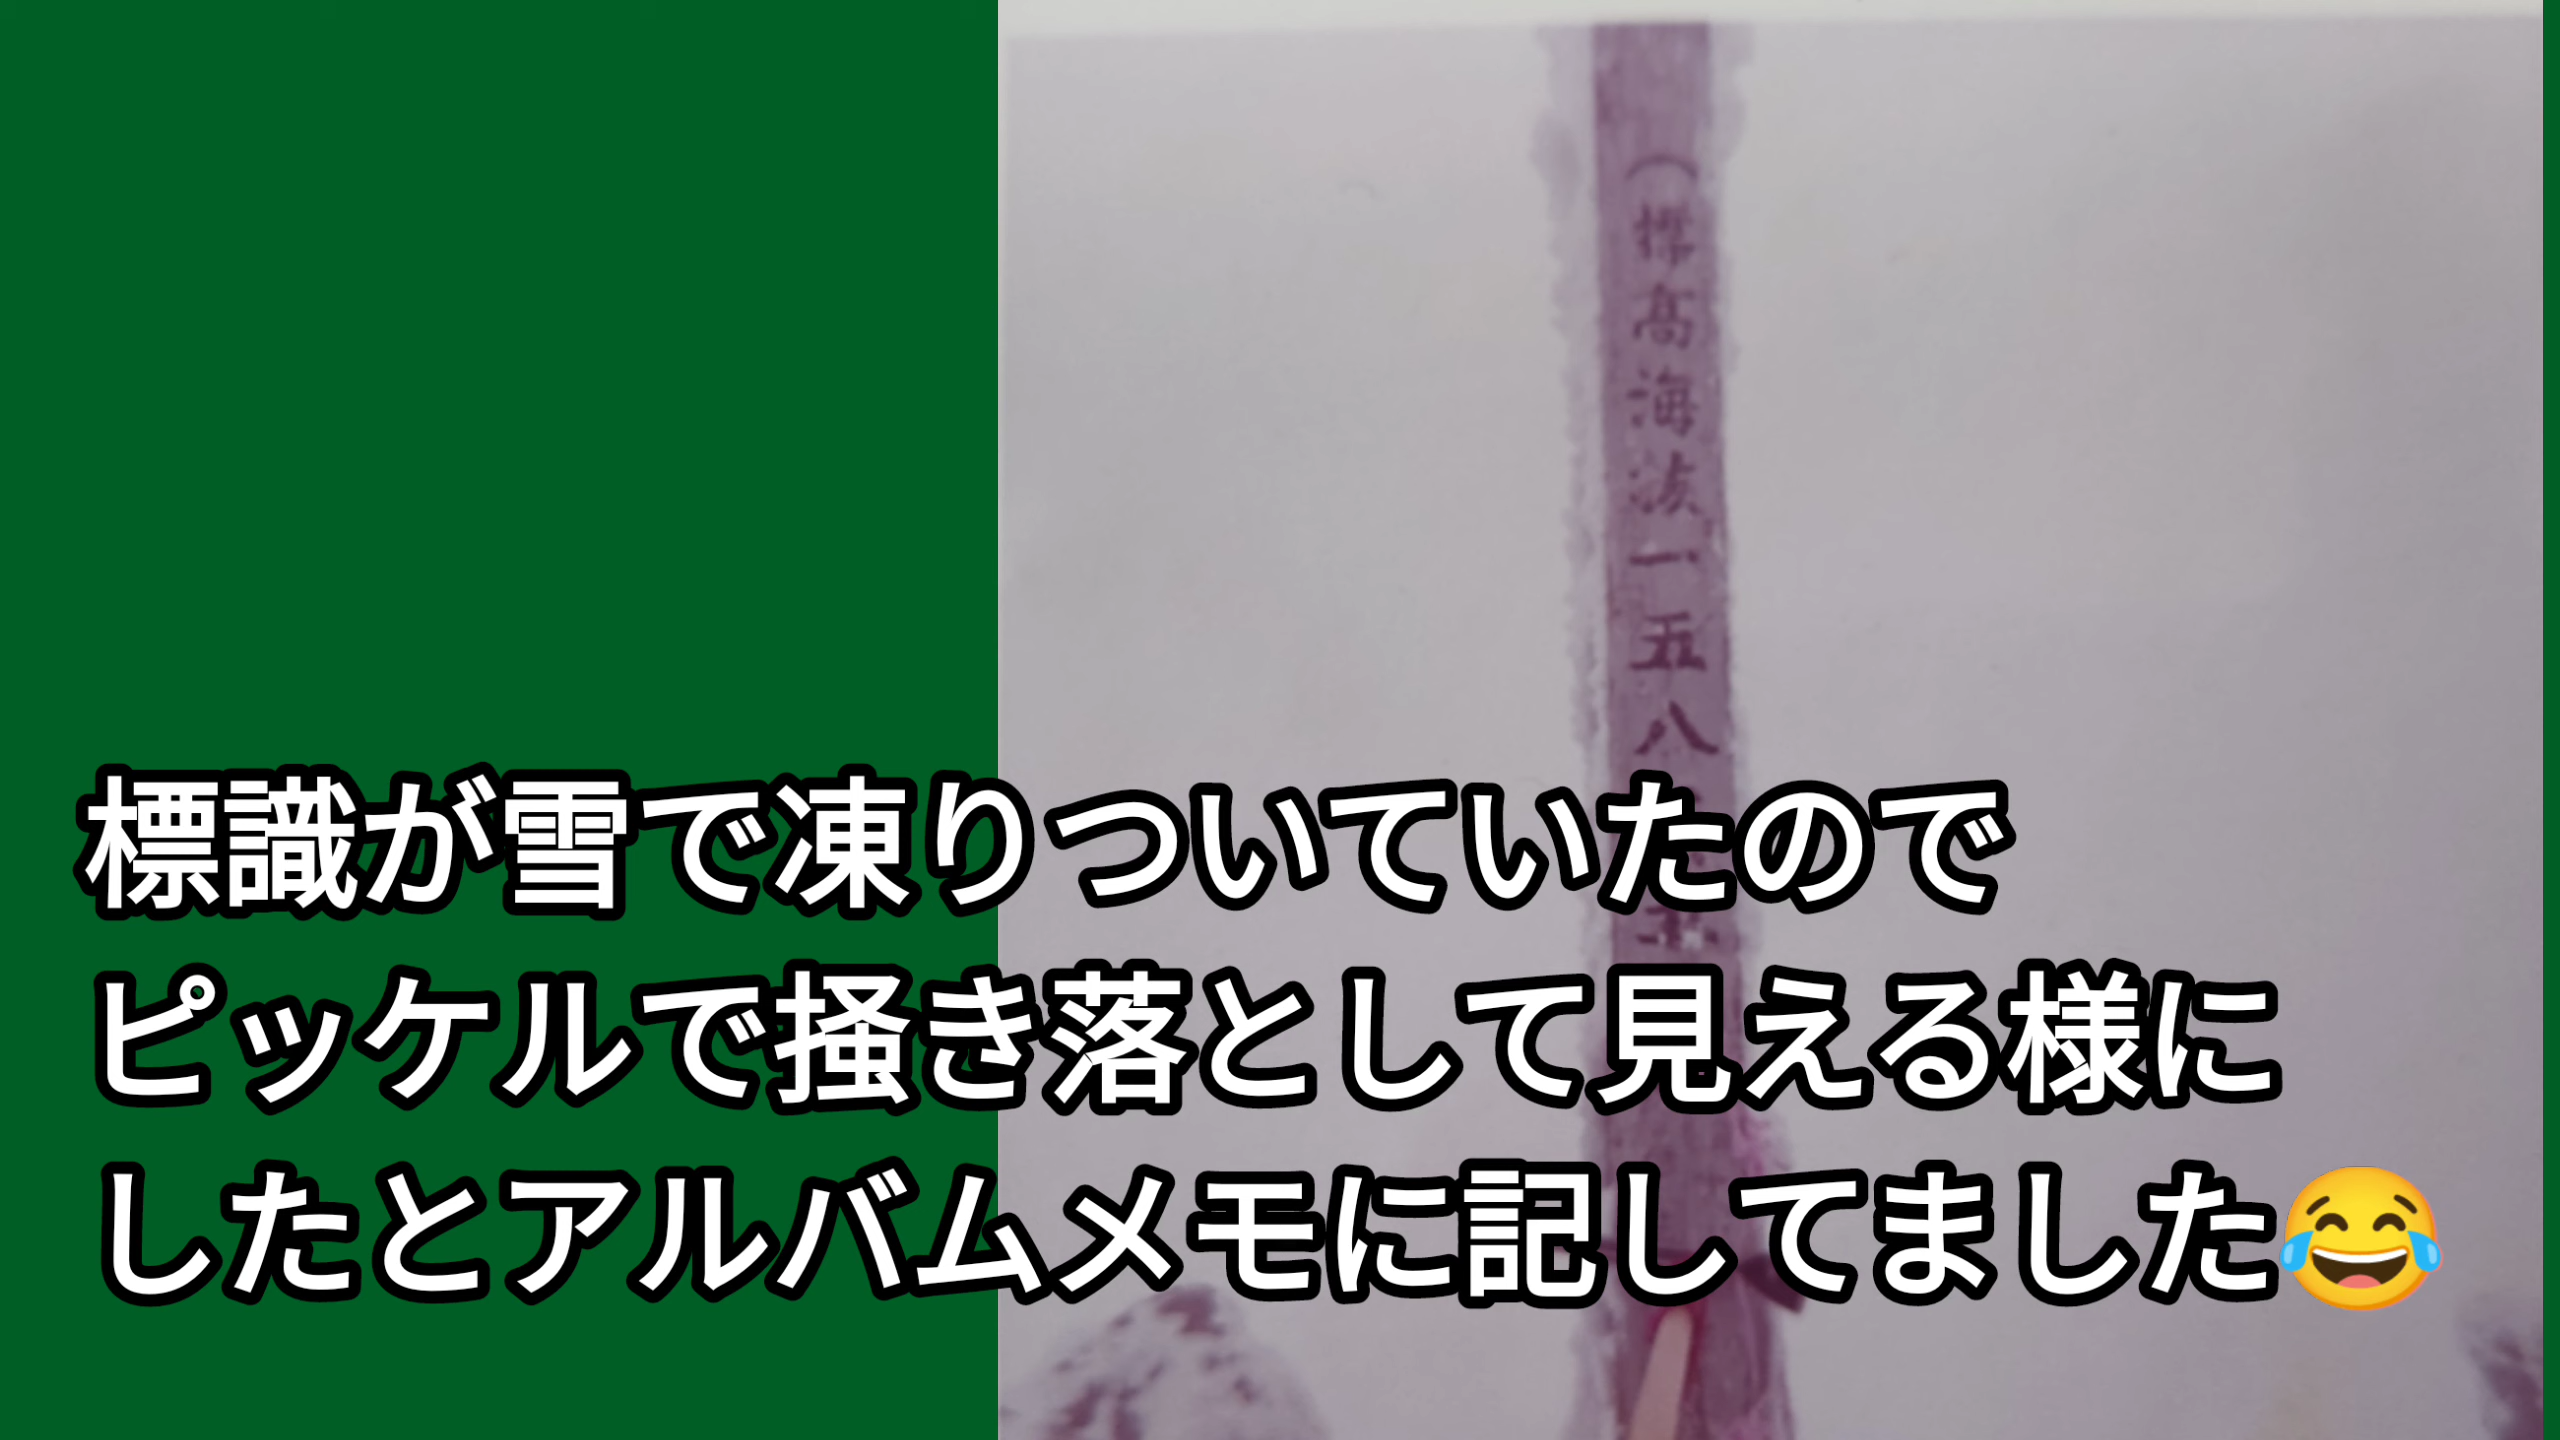 (標高海抜一五八
標識が雪で凍りついていたので
ピッケルで掻き落として見える様に
したとアルバムメモに記してました😂